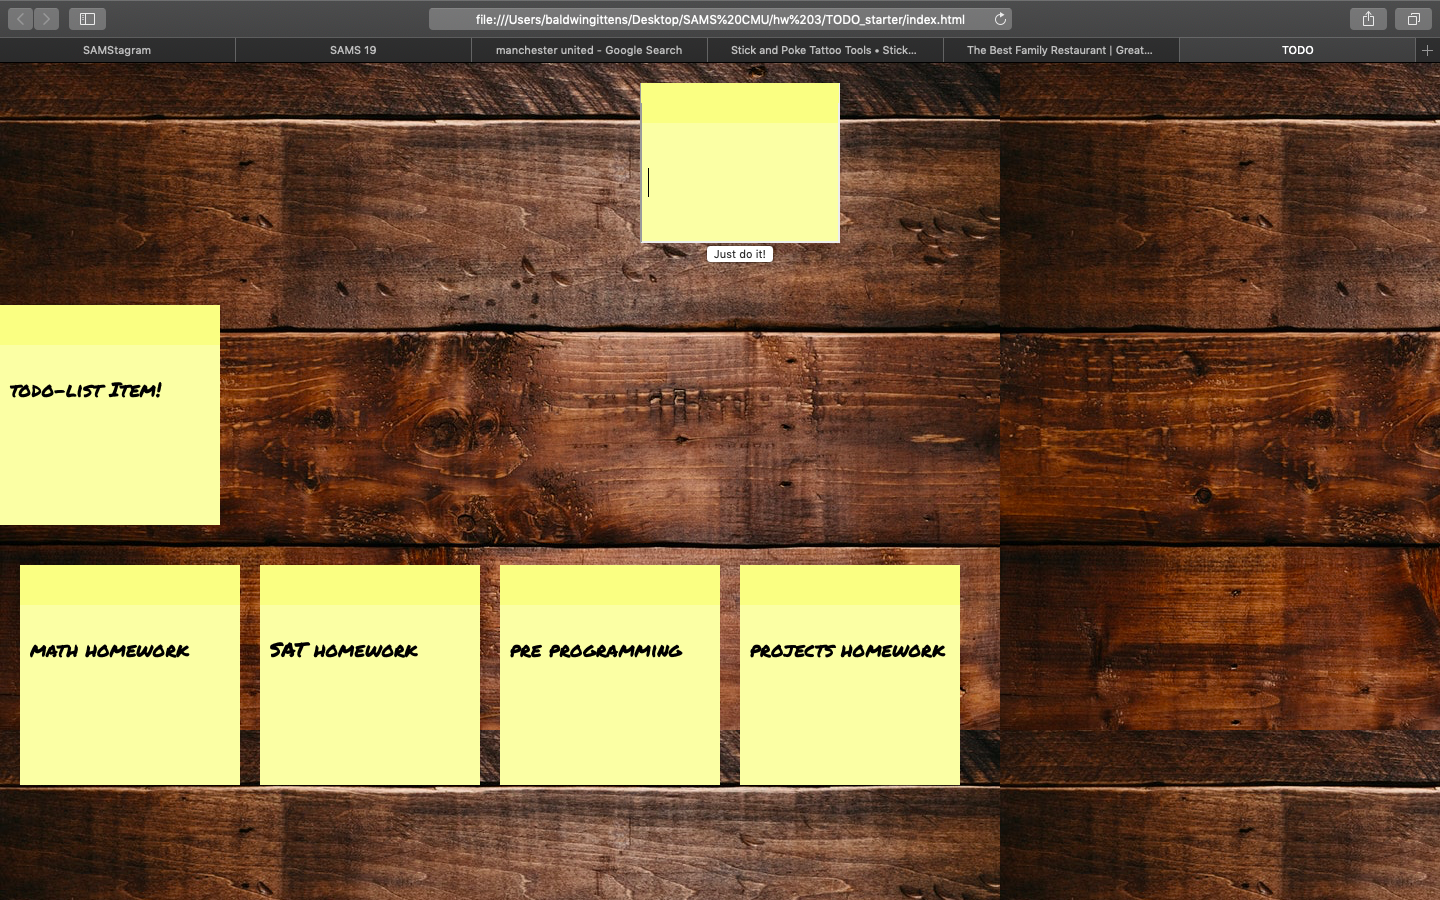 file:///Users/baldwingittens/Desktop/SAMS%20CMU/hw%203/TODO_starter/index.html
SAMStagram
SAMS 19
manchester united - Google Search
Stick and Poke Tattoo Tools • Stick...
The Best Family Restaurant | Great...
TODO
Just do it!
TODO-LIST ITEM!
MATH HOMEWORK
SAT HOMEWORK
PRE PROGRAMMING
PROJECTS HOMEWORK